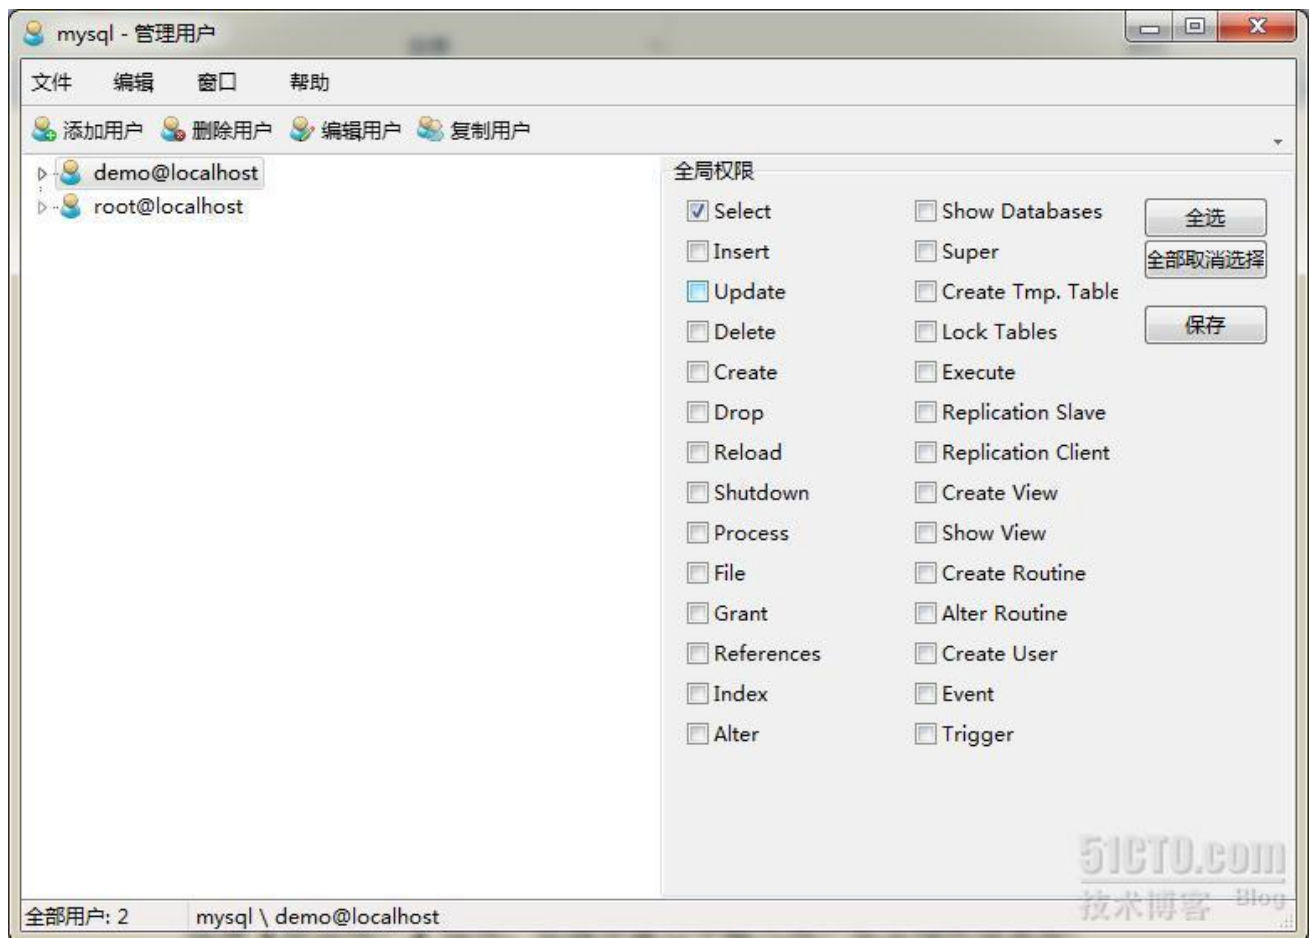 mysql - 管理用户
文件 编辑 窗口 帮助
添加用户 删除用户 编辑用户 复制用户
demo@localhost
root@localhost
全局权限
Select
Insert
Update
Delete
Create
Drop
Reload
Shutdown
Process
File
Grant
References
Index
Alter
Show Databases
Super
Create Tmp. Table
Lock Tables
Execute
Replication Slave
Replication Client
Create View
Show View
Create Routine
Alter Routine
Create User
Event
Trigger
全选
全部取消选择
保存
51CTO.com
技术博客 Blog
全部用户: 2 mysql \ demo@localhost